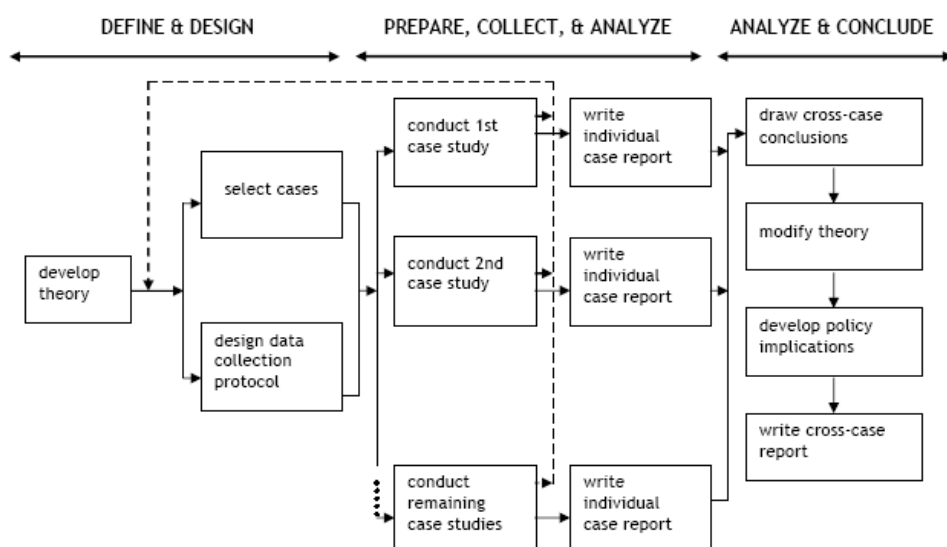 DEFINE & DESIGN
PREPARE, COLLECT, & ANALYZE
ANALYZE & CONCLUDE
develop
theory
select cases
design data
collection
protocol
conduct 1st
case study
write
individual
case report
conduct 2nd
case study
write
individual
case report
conduct
remaining
case studies
write
individual
case report
draw cross-case
conclusions
modify theory
develop policy
implications
write cross-case
report